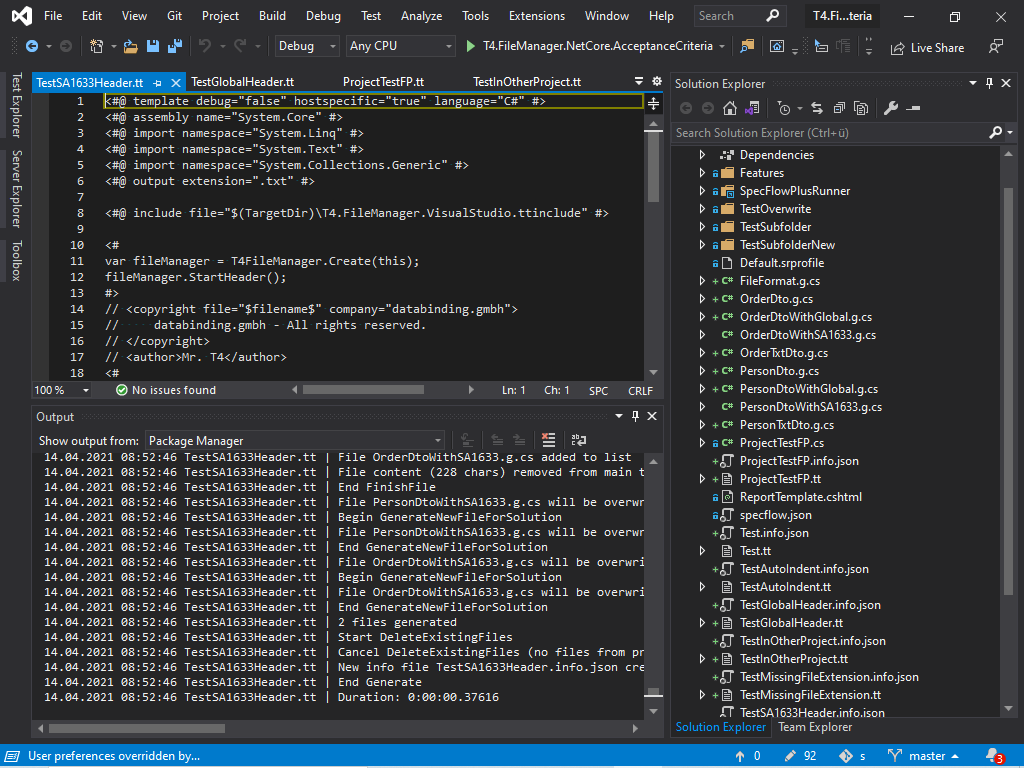 File Edit View Git Project Build Debug Test Analyze Tools Extensions Window Help Search T4.Fi...teria
Debug Any CPU T4.FileManager.NetCore.AcceptanceCriteria Live Share
Test Explorer
Server Explorer
Toolbox
TestSA1633Header.tt TestGlobalHeader.tt ProjectTestFP.tt TestInOtherProject.tt
1 <#@ template debug="false" hostspecific="true" language="C#" #>
2 <#@ assembly name="System.Core" #>
3 <#@ import namespace="System.Linq" #>
4 <#@ import namespace="System.Text" #>
5 <#@ import namespace="System.Collections.Generic" #>
6 <#@ output extension=".txt" #>
7
8 <#@ include file="$(TargetDir)\T4.FileManager.VisualStudio.ttinclude" #>
9
10 <#
11 var fileManager = T4FileManager.Create(this);
12 fileManager.StartHeader();
13 #>
14 // <copyright file="$filename$" company="databinding.gmbh">
15 // databinding.gmbh - All rights reserved.
16 // </copyright>
17 // <author>Mr. T4</author>
18 <#
100 % No issues found Ln: 1 Ch: 1 SPC CRLF
Output
Show output from: Package Manager
14.04.2021 08:52:46 TestSA1633Header.tt | File OrderDtoWithSA1633.g.cs added to list
14.04.2021 08:52:46 TestSA1633Header.tt | File content (228 chars) removed from main t
14.04.2021 08:52:46 TestSA1633Header.tt | End FinishFile
14.04.2021 08:52:46 TestSA1633Header.tt | File PersonDtoWithSA1633.g.cs will be overwr
14.04.2021 08:52:46 TestSA1633Header.tt | Begin GenerateNewFileForSolution
14.04.2021 08:52:46 TestSA1633Header.tt | File PersonDtoWithSA1633.g.cs will be overwr
14.04.2021 08:52:46 TestSA1633Header.tt | End GenerateNewFileForSolution
14.04.2021 08:52:46 TestSA1633Header.tt | File OrderDtoWithSA1633.g.cs will be overwri
14.04.2021 08:52:46 TestSA1633Header.tt | Begin GenerateNewFileForSolution
14.04.2021 08:52:46 TestSA1633Header.tt | File OrderDtoWithSA1633.g.cs will be overwri
14.04.2021 08:52:46 TestSA1633Header.tt | End GenerateNewFileForSolution
14.04.2021 08:52:46 TestSA1633Header.tt | 2 files generated
14.04.2021 08:52:46 TestSA1633Header.tt | Start DeleteExistingFiles
14.04.2021 08:52:46 TestSA1633Header.tt | Cancel DeleteExistingFiles (no files from pr
14.04.2021 08:52:46 TestSA1633Header.tt | New info file TestSA1633Header.info.json cre
14.04.2021 08:52:46 TestSA1633Header.tt | End Generate
14.04.2021 08:52:46 TestSA1633Header.tt | Duration: 0:00:00.37616
Solution Explorer
Search Solution Explorer (Ctrl+ü)
Dependencies
Features
SpecFlowPlusRunner
TestOverwrite
TestSubfolder
TestSubfolderNew
Default.srprofile
FileFormat.g.cs
OrderDto.g.cs
OrderDtoWithGlobal.g.cs
OrderDtoWithSA1633.g.cs
OrderTxtDto.g.cs
PersonDto.g.cs
PersonDtoWithGlobal.g.cs
PersonDtoWithSA1633.g.cs
PersonTxtDto.g.cs
ProjectTestFP.cs
ProjectTestFP.info.json
ProjectTestFP.tt
ReportTemplate.cshtml
specflow.json
Test.info.json
Test.tt
TestAutoIndent.info.json
TestAutoIndent.tt
TestGlobalHeader.info.json
TestGlobalHeader.tt
TestInOtherProject.info.json
TestInOtherProject.tt
TestMissingFileExtension.info.json
TestMissingFileExtension.tt
TestSA1633Header.info.json
Solution Explorer Team Explorer
User preferences overridden by... 0 92 s master 3